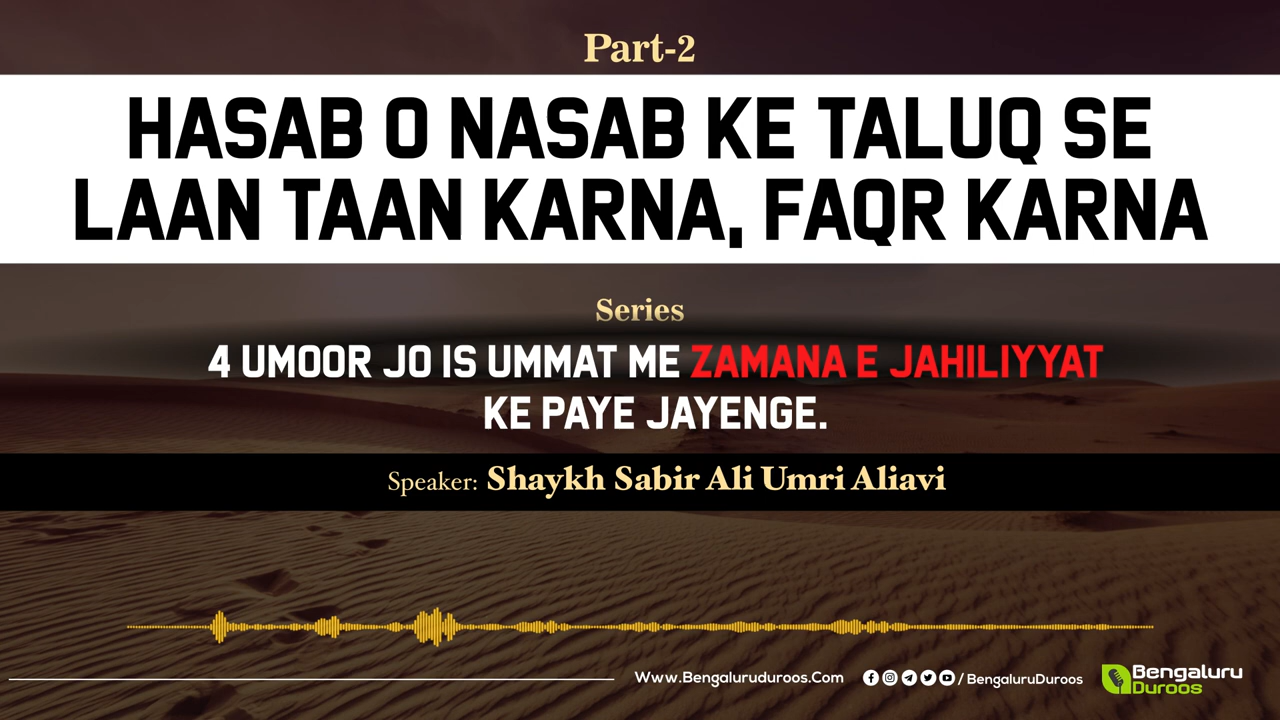 Part-2
HASAB O NASAB KE TALUQ SE
LAAN TAAN KARNA, FAQR KARNA
Series
4 UMOOR JO IS UMMAT ME ZAMANA E JAHILIYYAT
KE PAYE JAYENGE.
Speaker: Shaykh Sabir Ali Umri Aliavi
Www.Bengaluruduroos.Com
/BengaluruDuroos
Bengaluru
Duroos